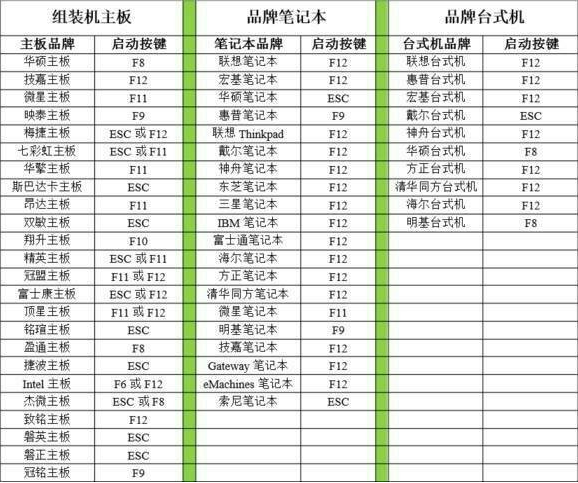 组装机主板 品牌笔记本 品牌台式机
主板品牌 启动按键 笔记本品牌 启动按键 台式机品牌 启动按键
华硕主板 F8 联想笔记本 F12 联想台式机 F12
技嘉主板 F12 宏基笔记本 F12 惠普台式机 F12
微星主板 F11 华硕笔记本 ESC 宏基台式机 F12
映泰主板 F9 惠普笔记本 F9 戴尔台式机 ESC
梅捷主板 ESC 或 F12 联想 Thinkpad F12 神舟台式机 F12
七彩虹主板 ESC 或 F11 戴尔笔记本 F12 华硕台式机 F8
华擎主板 F11 神舟笔记本 F12 方正台式机 F12
斯巴达卡主板 ESC 东芝笔记本 F12 清华同方台式机 F12
昂达主板 F11 三星笔记本 F12 海尔台式机 F12
双敏主板 ESC IBM 笔记本 F12 明基台式机 F8
翔升主板 F10 富士通笔记本 F12
精英主板 ESC 或 F11 海尔笔记本 F12
冠盟主板 F11 或 F12 方正笔记本 F12
富士康主板 ESC 或 F12 清华同方笔记本 F12
顶星主板 F11 或 F12 微星笔记本 F11
铭瑄主板 ESC 明基笔记本 F9
盈通主板 F8 技嘉笔记本 F12
捷波主板 ESC Gateway 笔记本 F12
Intel 主板 F6 或 F12 eMachines 笔记本 F12
杰微主板 ESC 或 F8 索尼笔记本 ESC
致铭主板 F12
磐英主板 ESC
磐正主板 ESC
冠铭主板 F9